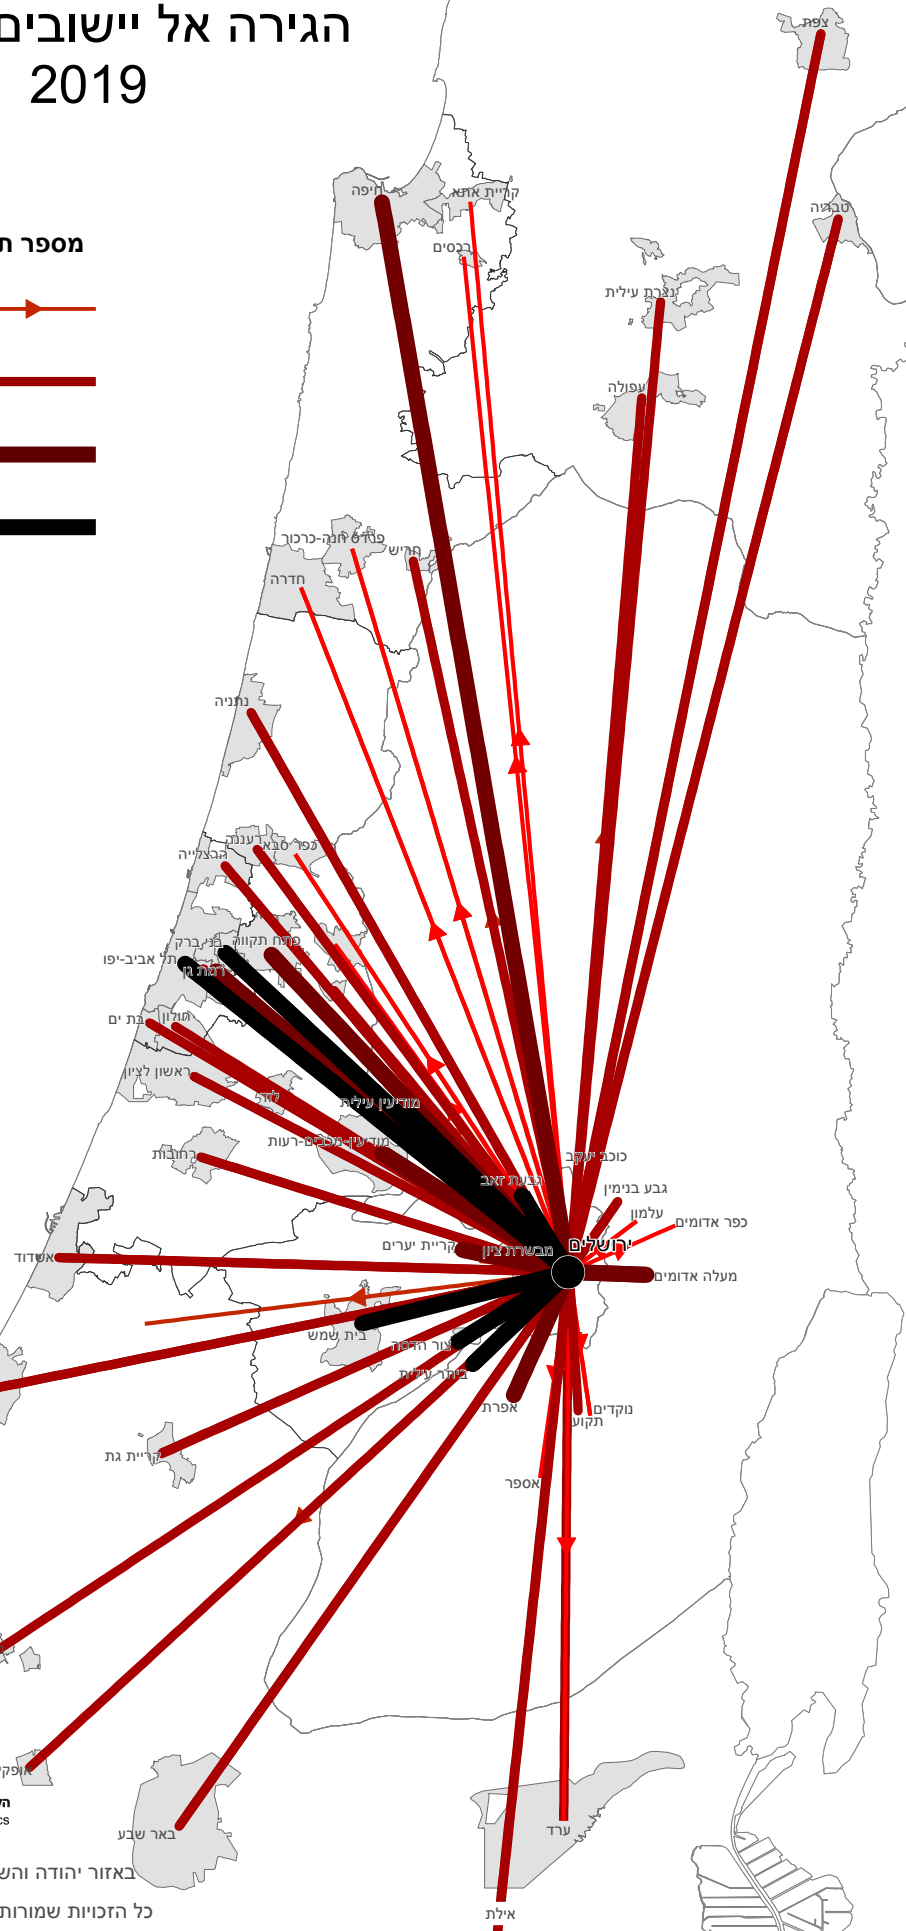 הגירה אל יישובים
2019
מספר
צפת
טבריה
חיפה
קריית אתא
רכסים
נצרת עילית
עפולה
פרדס חנה-כרכור
חריש
חדרה
נתניה
רעננה
כפר סבא
הרצלייה
בני ברק
פתח תקווה
תל אביב-יפו
רמת גן
חולון
בת ים
ראשון לציון
לוד
מודיעין עילית
מודיעין-מכבים-רעות
רחובות
כוכב יעקב
גבעת זאב
גבע בנימין
עלמון
כפר אדומים
ירושלים
קריית יערים
מבשרת ציון
מעלה אדומים
אשדוד
בית שמש
צור הדסה
ביתר עילית
אפרת
נוקדים
תקוע
קריית גת
אספר
באר שבע
ערד
באזור יהודה
כל הזכויות שמורות
אילת